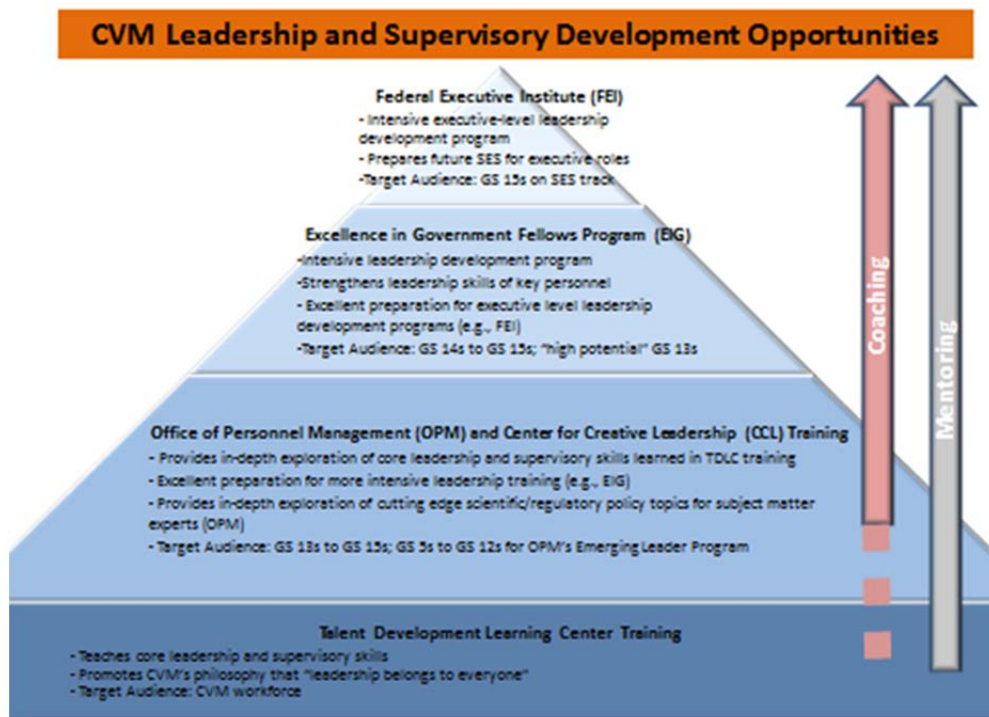 CVM Leadership and Supervisory Development Opportunities
Federal Executive Institute (FEI)
- Intensive executive-level leadership
development program
- Prepares future SES for executive roles
-Target Audience: GS 15s on SES track
Excellence in Government Fellows Program (EIG)
-Intensive leadership development program
-Strengthens leadership skills of key personnel
- Excellent preparation for executive level leadership
development programs (e.g., FEI)
-Target Audience: GS 14s to GS 15s; "high potential" GS 13s
Office of Personnel Management (OPM) and Center for Creative Leadership (CCL) Training
- Provides in-depth exploration of core leadership and supervisory skills learned in TDLC training
- Excellent preparation for more intensive leadership training (e.g., EIG)
- Provides in-depth exploration of cutting edge scientific/regulatory policy topics for subject matter
experts (OPM)
- Target Audience: GS 13s to GS 15s; GS 5s to GS 12s for OPM's Emerging Leader Program
Talent Development Learning Center Training
- Teaches core leadership and supervisory skills
- Promotes CVM's philosophy that "leadership belongs to everyone"
- Target Audience: CVM workforce
Coaching
Mentoring